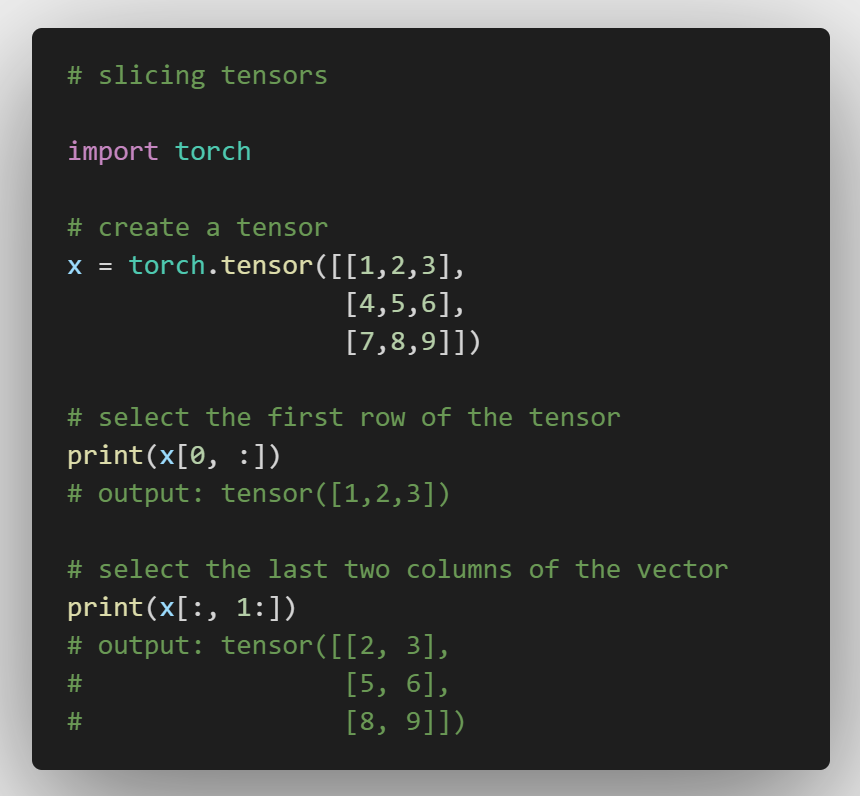 # slicing tensors
import torch
# create a tensor
x = torch.tensor([[1,2,3],
                  [4,5,6],
                  [7,8,9]])
# select the first row of the tensor
print(x[0, :])
# output: tensor([1,2,3])
# select the last two columns of the vector
print(x[:, 1:])
# output: tensor([[2, 3],
#                 [5, 6],
#                 [8, 9]])